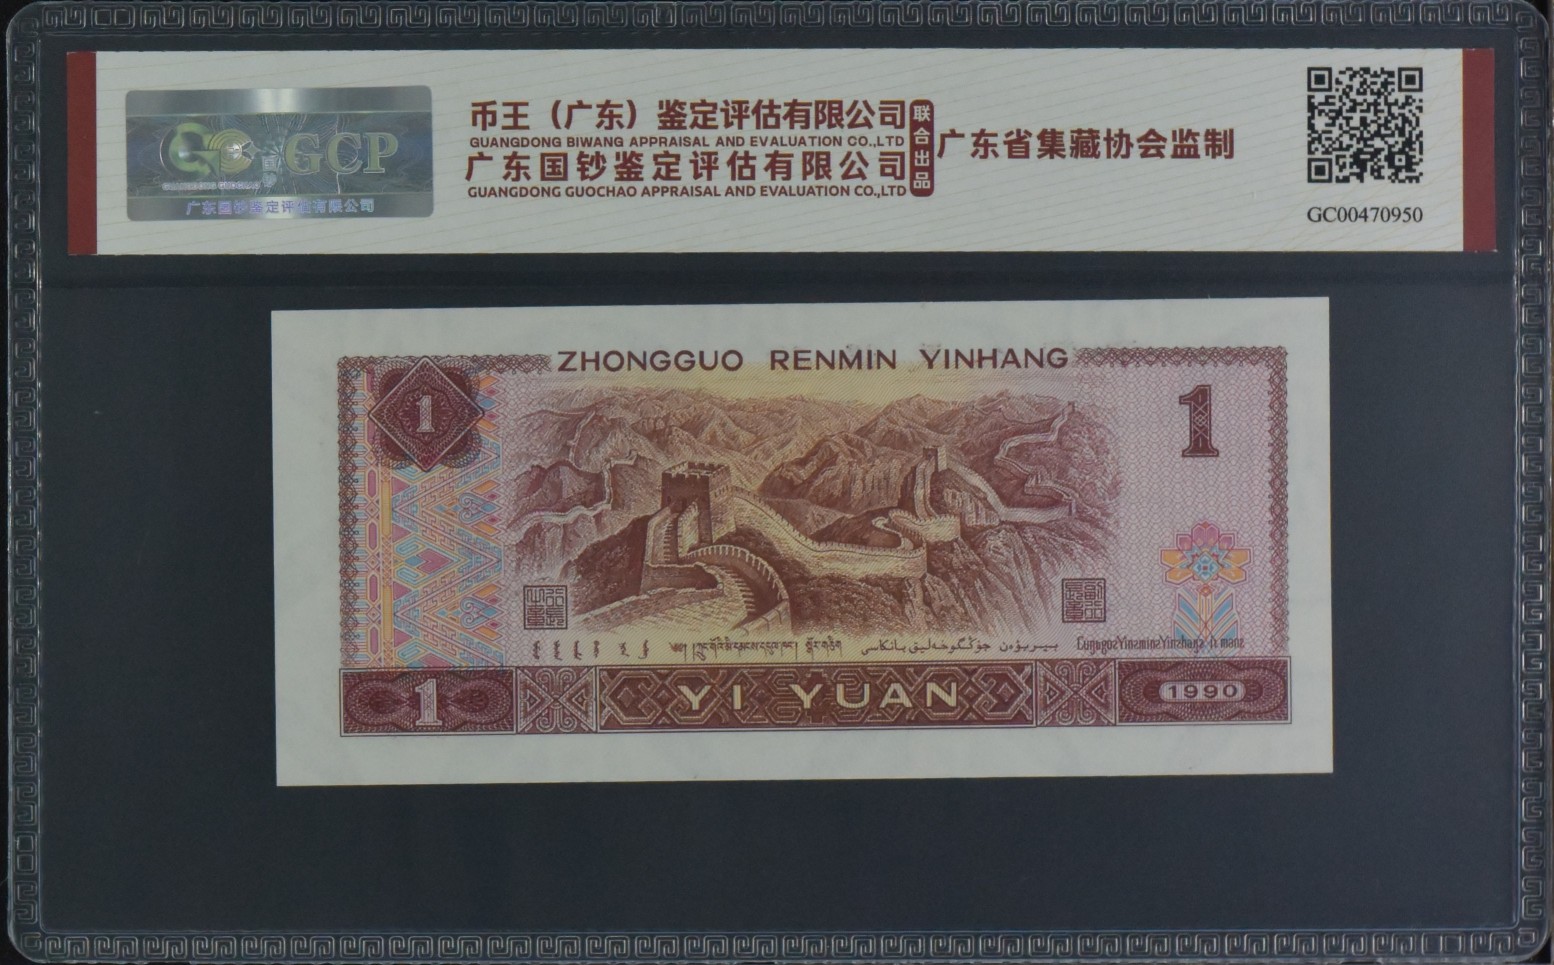 GCP
广东国钞鉴定评估有限公司
币王（广东）鉴定评估有限公司
GUANGDONG BIWANG APPRAISAL AND EVALUATION CO.,LTD
广东国钞鉴定评估有限公司
GUANGDONG GUOCHAO APPRAISAL AND EVALUATION CO.,LTD
联合出品
广东省集藏协会监制
GC00470950
ZHONGGUO RENMIN YINHANG
1
1
1
YI YUAN
1990